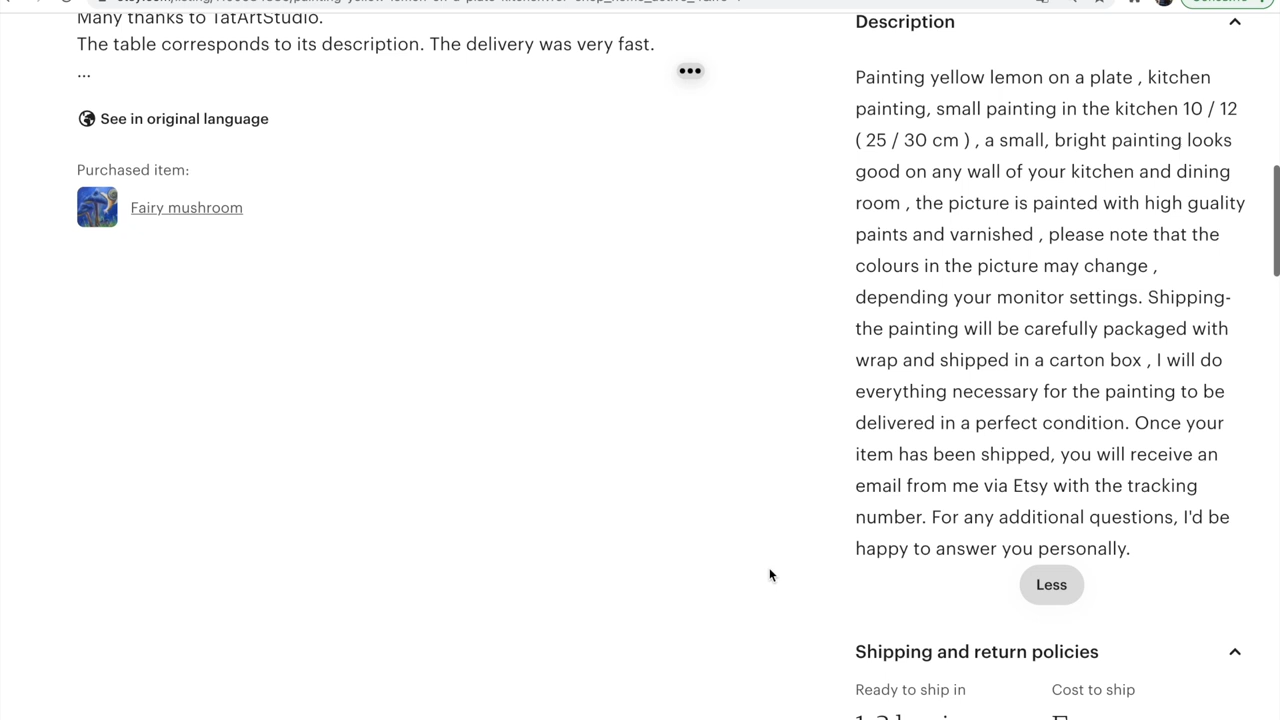 Many thanks to TatArtStudio.
The table corresponds to its description. The delivery was very fast.
...
See in original language
Purchased item:
Fairy mushroom
Description
Painting yellow lemon on a plate , kitchen
painting, small painting in the kitchen 10 / 12
( 25 / 30 cm ) , a small, bright painting looks
good on any wall of your kitchen and dining
room , the picture is painted with high guality
paints and varnished , please note that the
colours in the picture may change ,
depending your monitor settings. Shipping-
the painting will be carefully packaged with
wrap and shipped in a carton box , I will do
everything necessary for the painting to be
delivered in a perfect condition. Once your
item has been shipped, you will receive an
email from me via Etsy with the tracking
number. For any additional questions, I'd be
happy to answer you personally.
Less
Shipping and return policies
Ready to ship in
Cost to ship